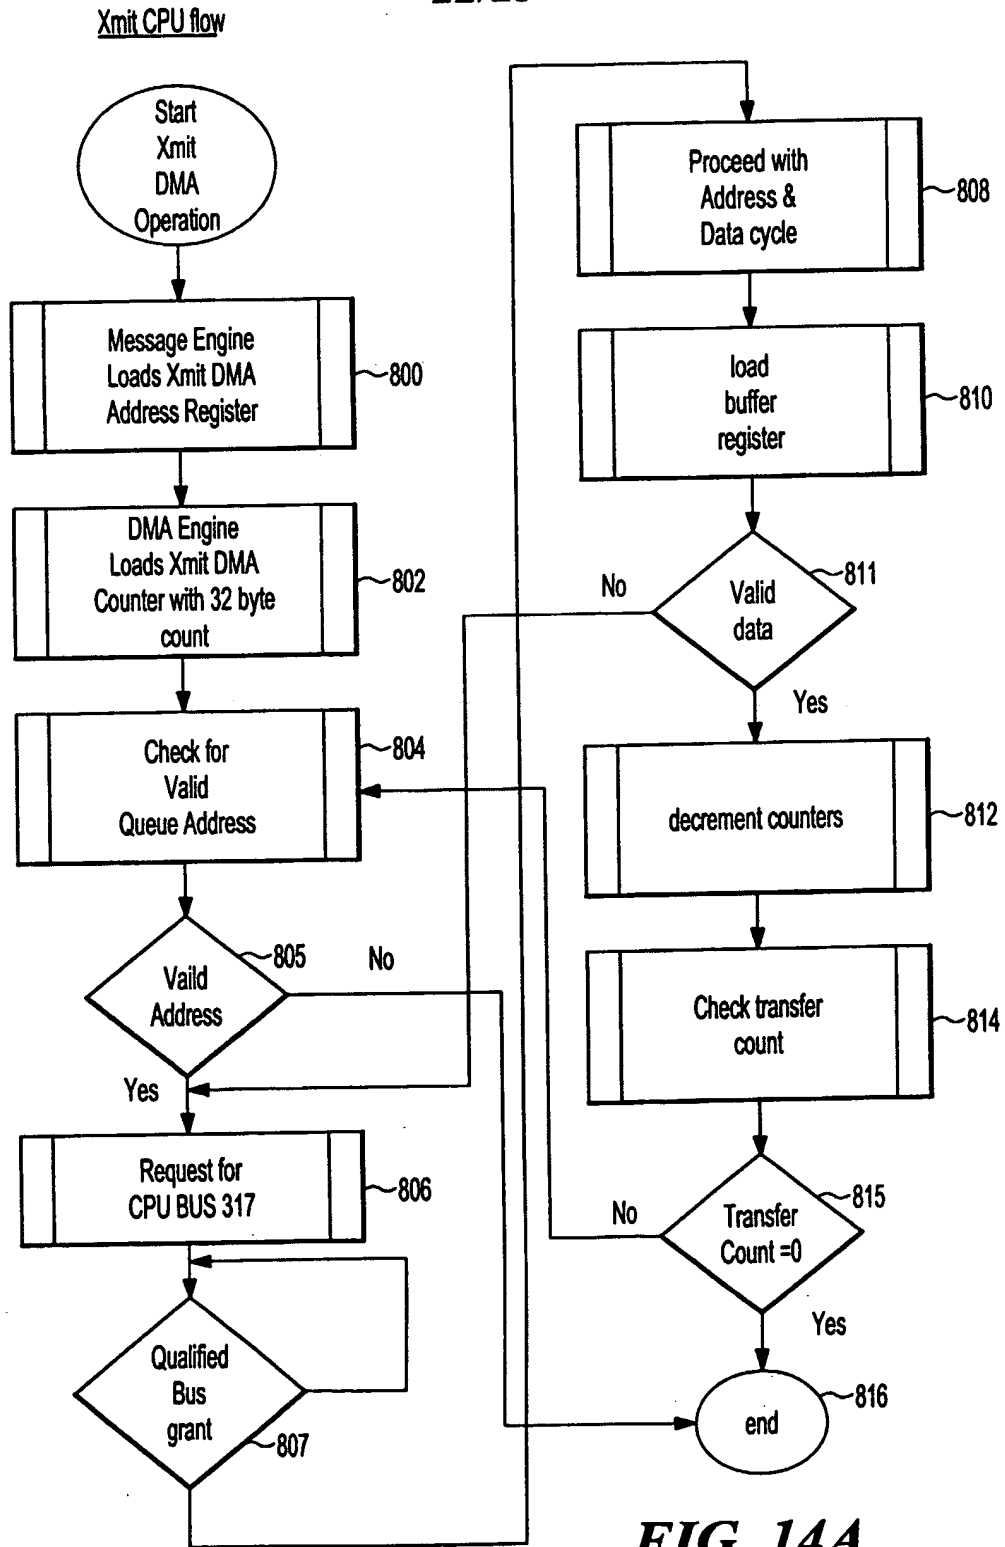 Xmit CPU flow
Start
Xmit
DMA
Operation
Message Engine
Loads Xmit DMA
Address Register
800
DMA Engine
Loads Xmit DMA
Counter with 32 byte
count
802
Check for
Valid
Queue Address
804
Vaild
Address
805
No
Yes
Request for
CPU BUS 317
806
Qualified
Bus
grant
807
Proceed with
Address &
Data cycle
808
load
buffer
register
810
Valid
data
811
No
Yes
decrement counters
812
Check transfer
count
814
Transfer
Count =0
815
No
Yes
end
816
FIG. 14A